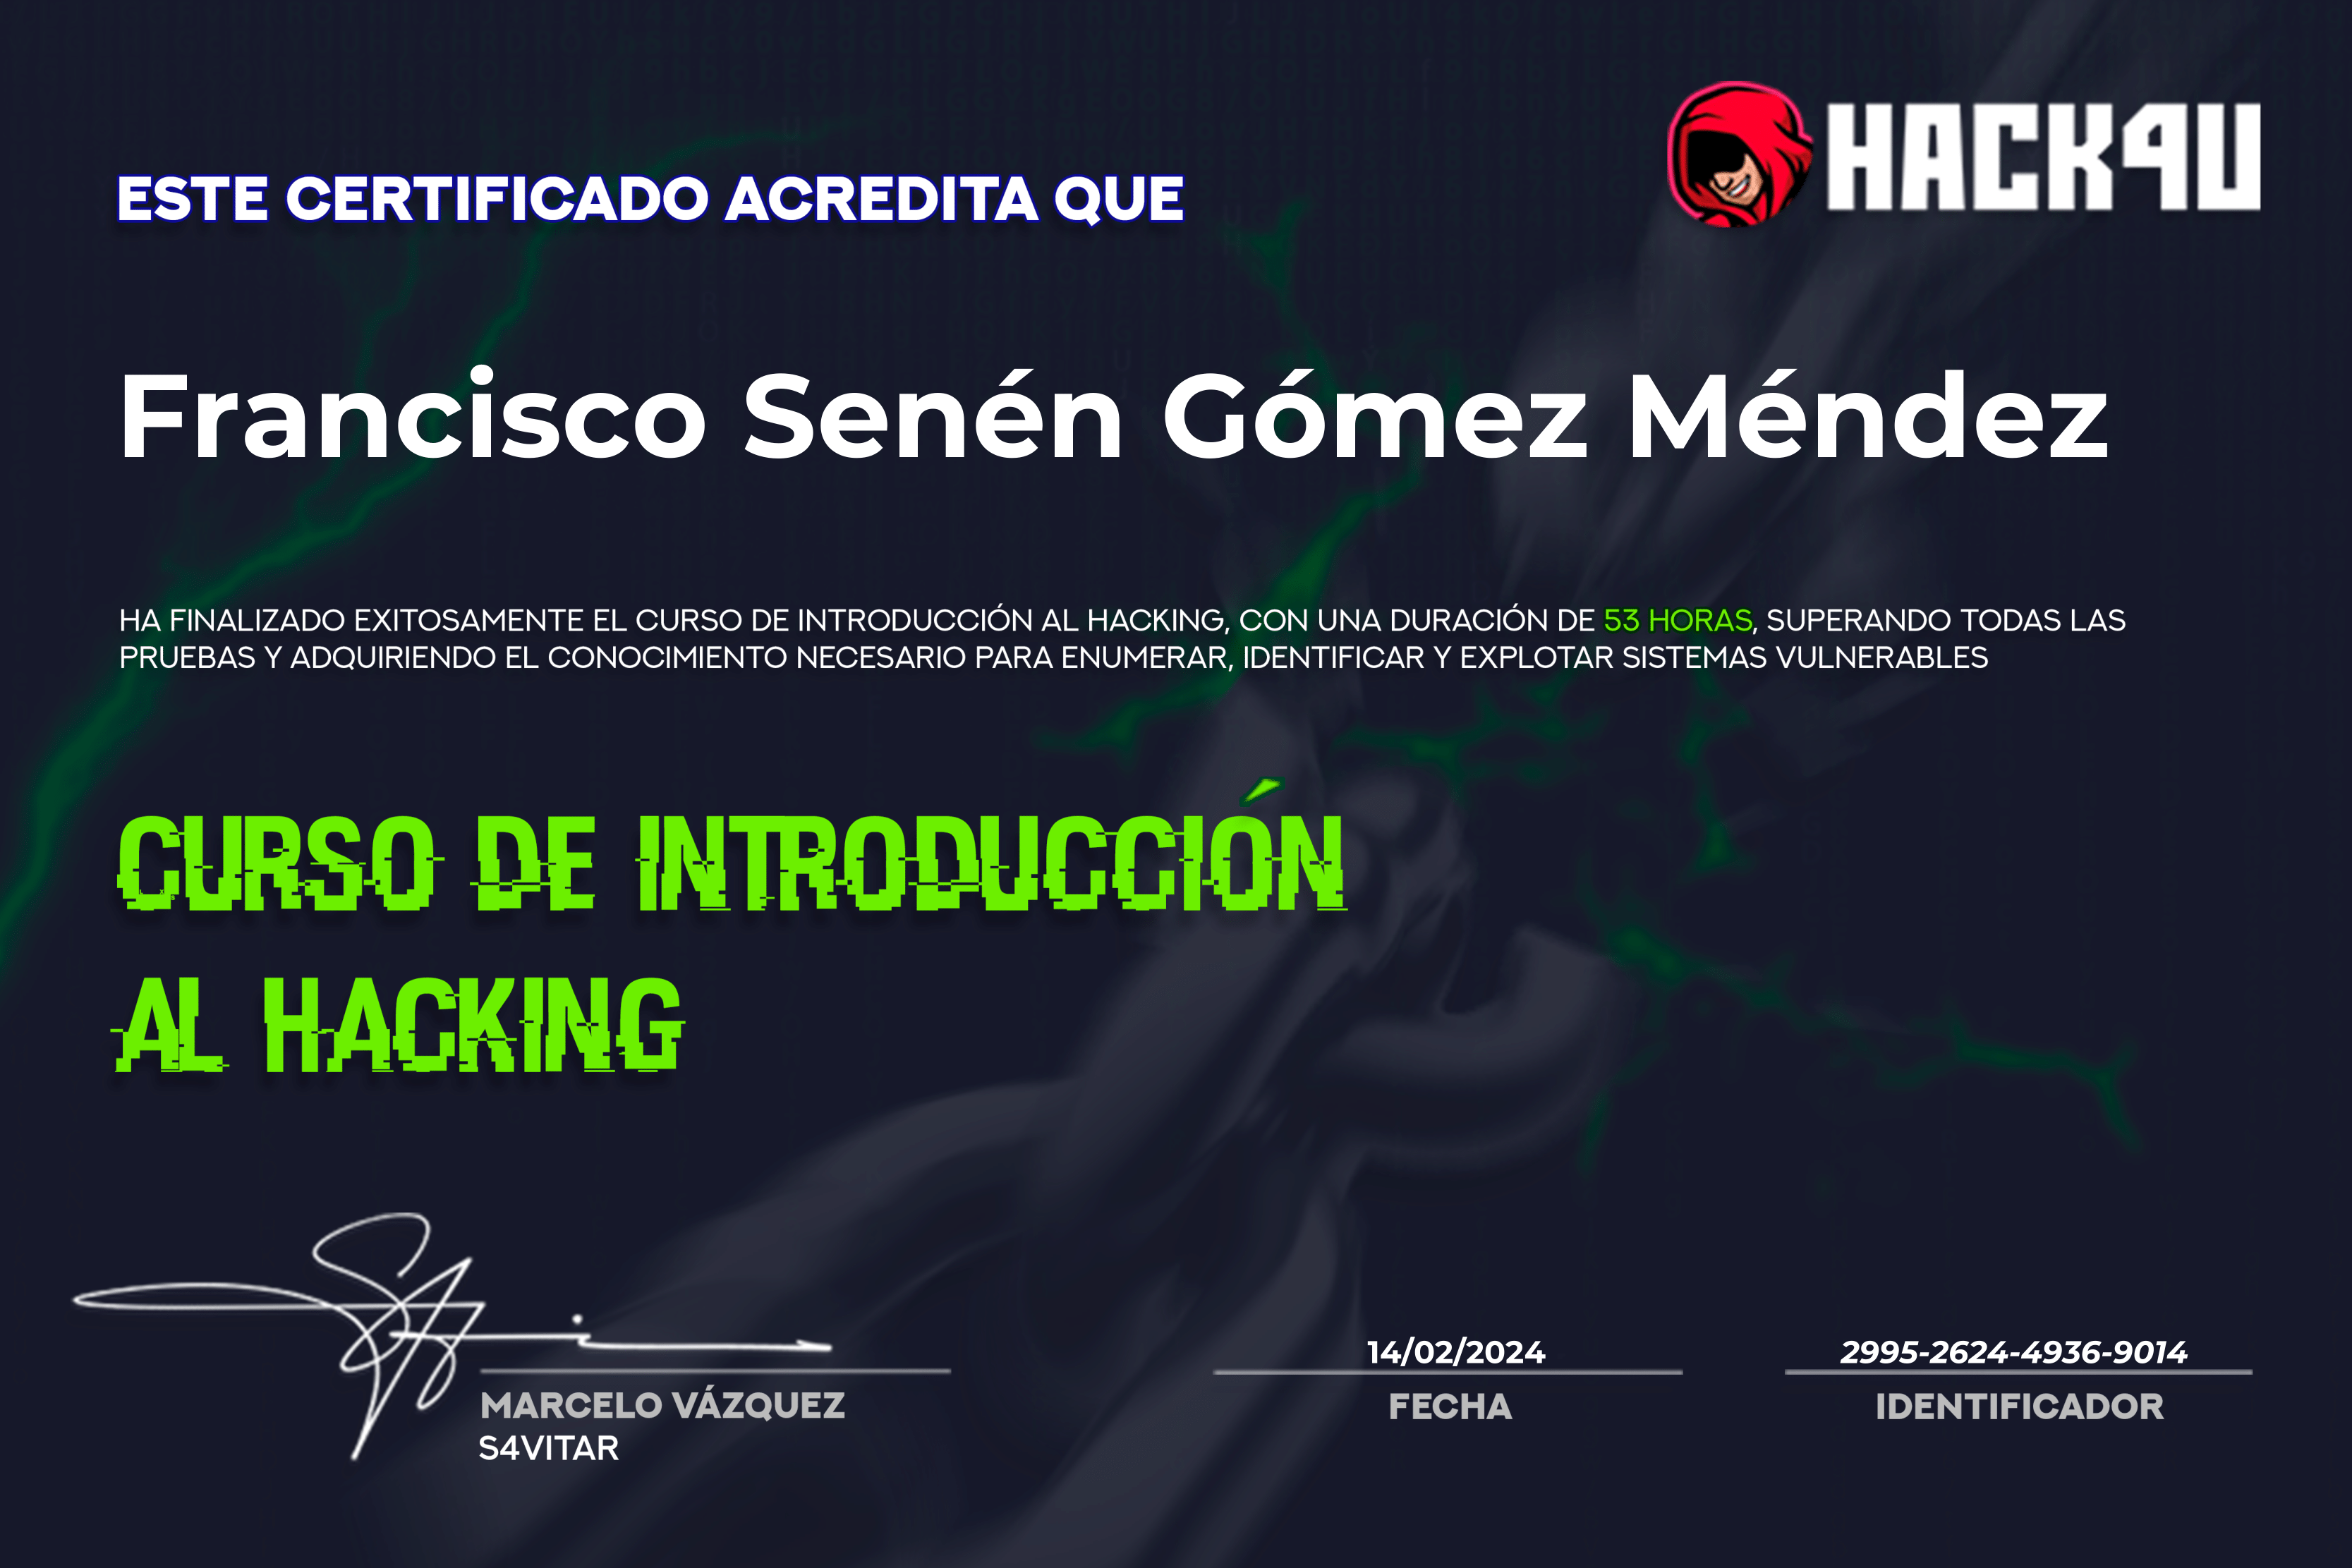 HACK4U
ESTE CERTIFICADO ACREDITA QUE
Francisco Senén Gómez Méndez
HA FINALIZADO EXITOSAMENTE EL CURSO DE INTRODUCCIÓN AL HACKING, CON UNA DURACIÓN DE 53 HORAS, SUPERANDO TODAS LAS
PRUEBAS Y ADQUIRIENDO EL CONOCIMIENTO NECESARIO PARA ENUMERAR, IDENTIFICAR Y EXPLOTAR SISTEMAS VULNERABLES
CURSO DE INTRODUCCIÓN
AL HACKING
MARCELO VÁZQUEZ
S4VITAR
14/02/2024
FECHA
2995-2624-4936-9014
IDENTIFICADOR